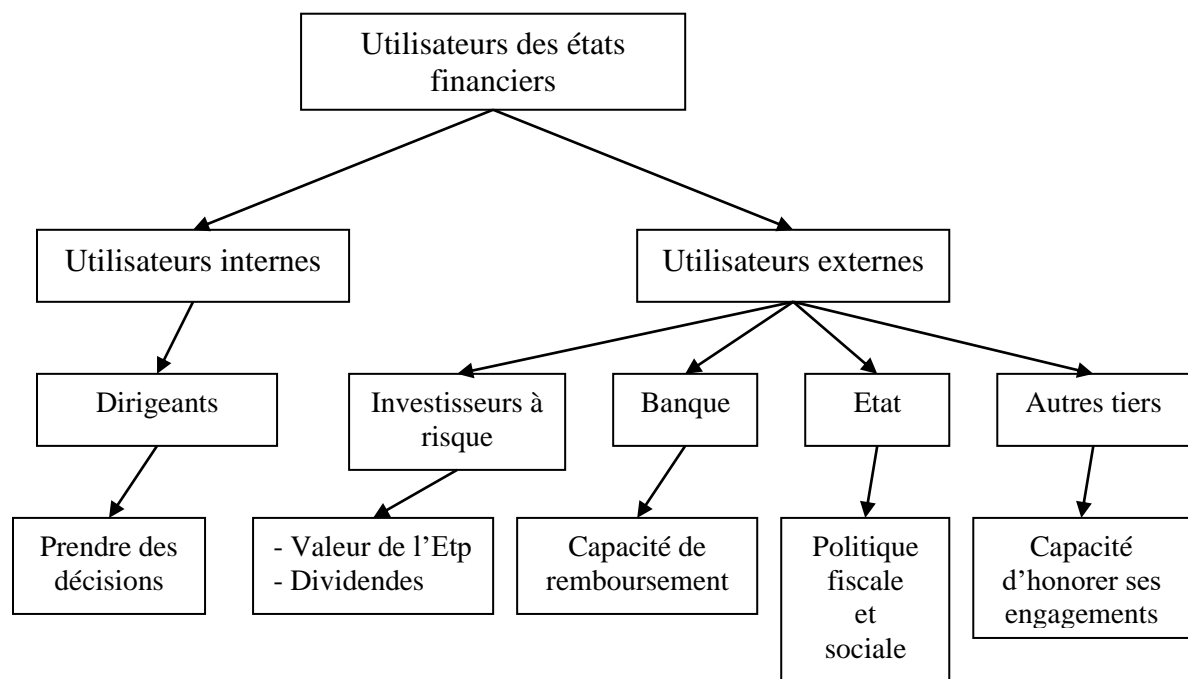 Utilisateurs des états
financiers
Utilisateurs internes
Utilisateurs externes
Dirigeants
Investisseurs à
risque
Banque
Etat
Autres tiers
Prendre des
décisions
- Valeur de l’Etp
- Dividendes
Capacité de
remboursement
Politique
fiscale
et
sociale
Capacité
d’honorer ses
engagements